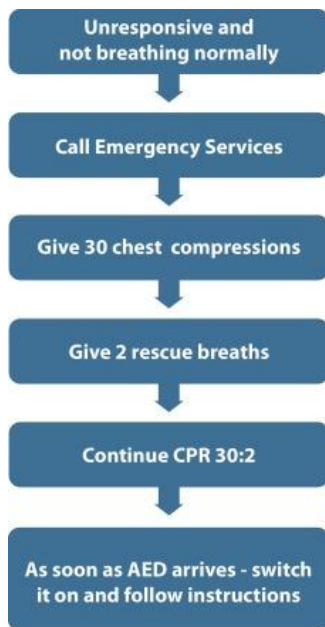 Unresponsive and
not breathing normally
Call Emergency Services
Give 30 chest compressions
Give 2 rescue breaths
Continue CPR 30:2
As soon as AED arrives - switch
it on and follow instructions